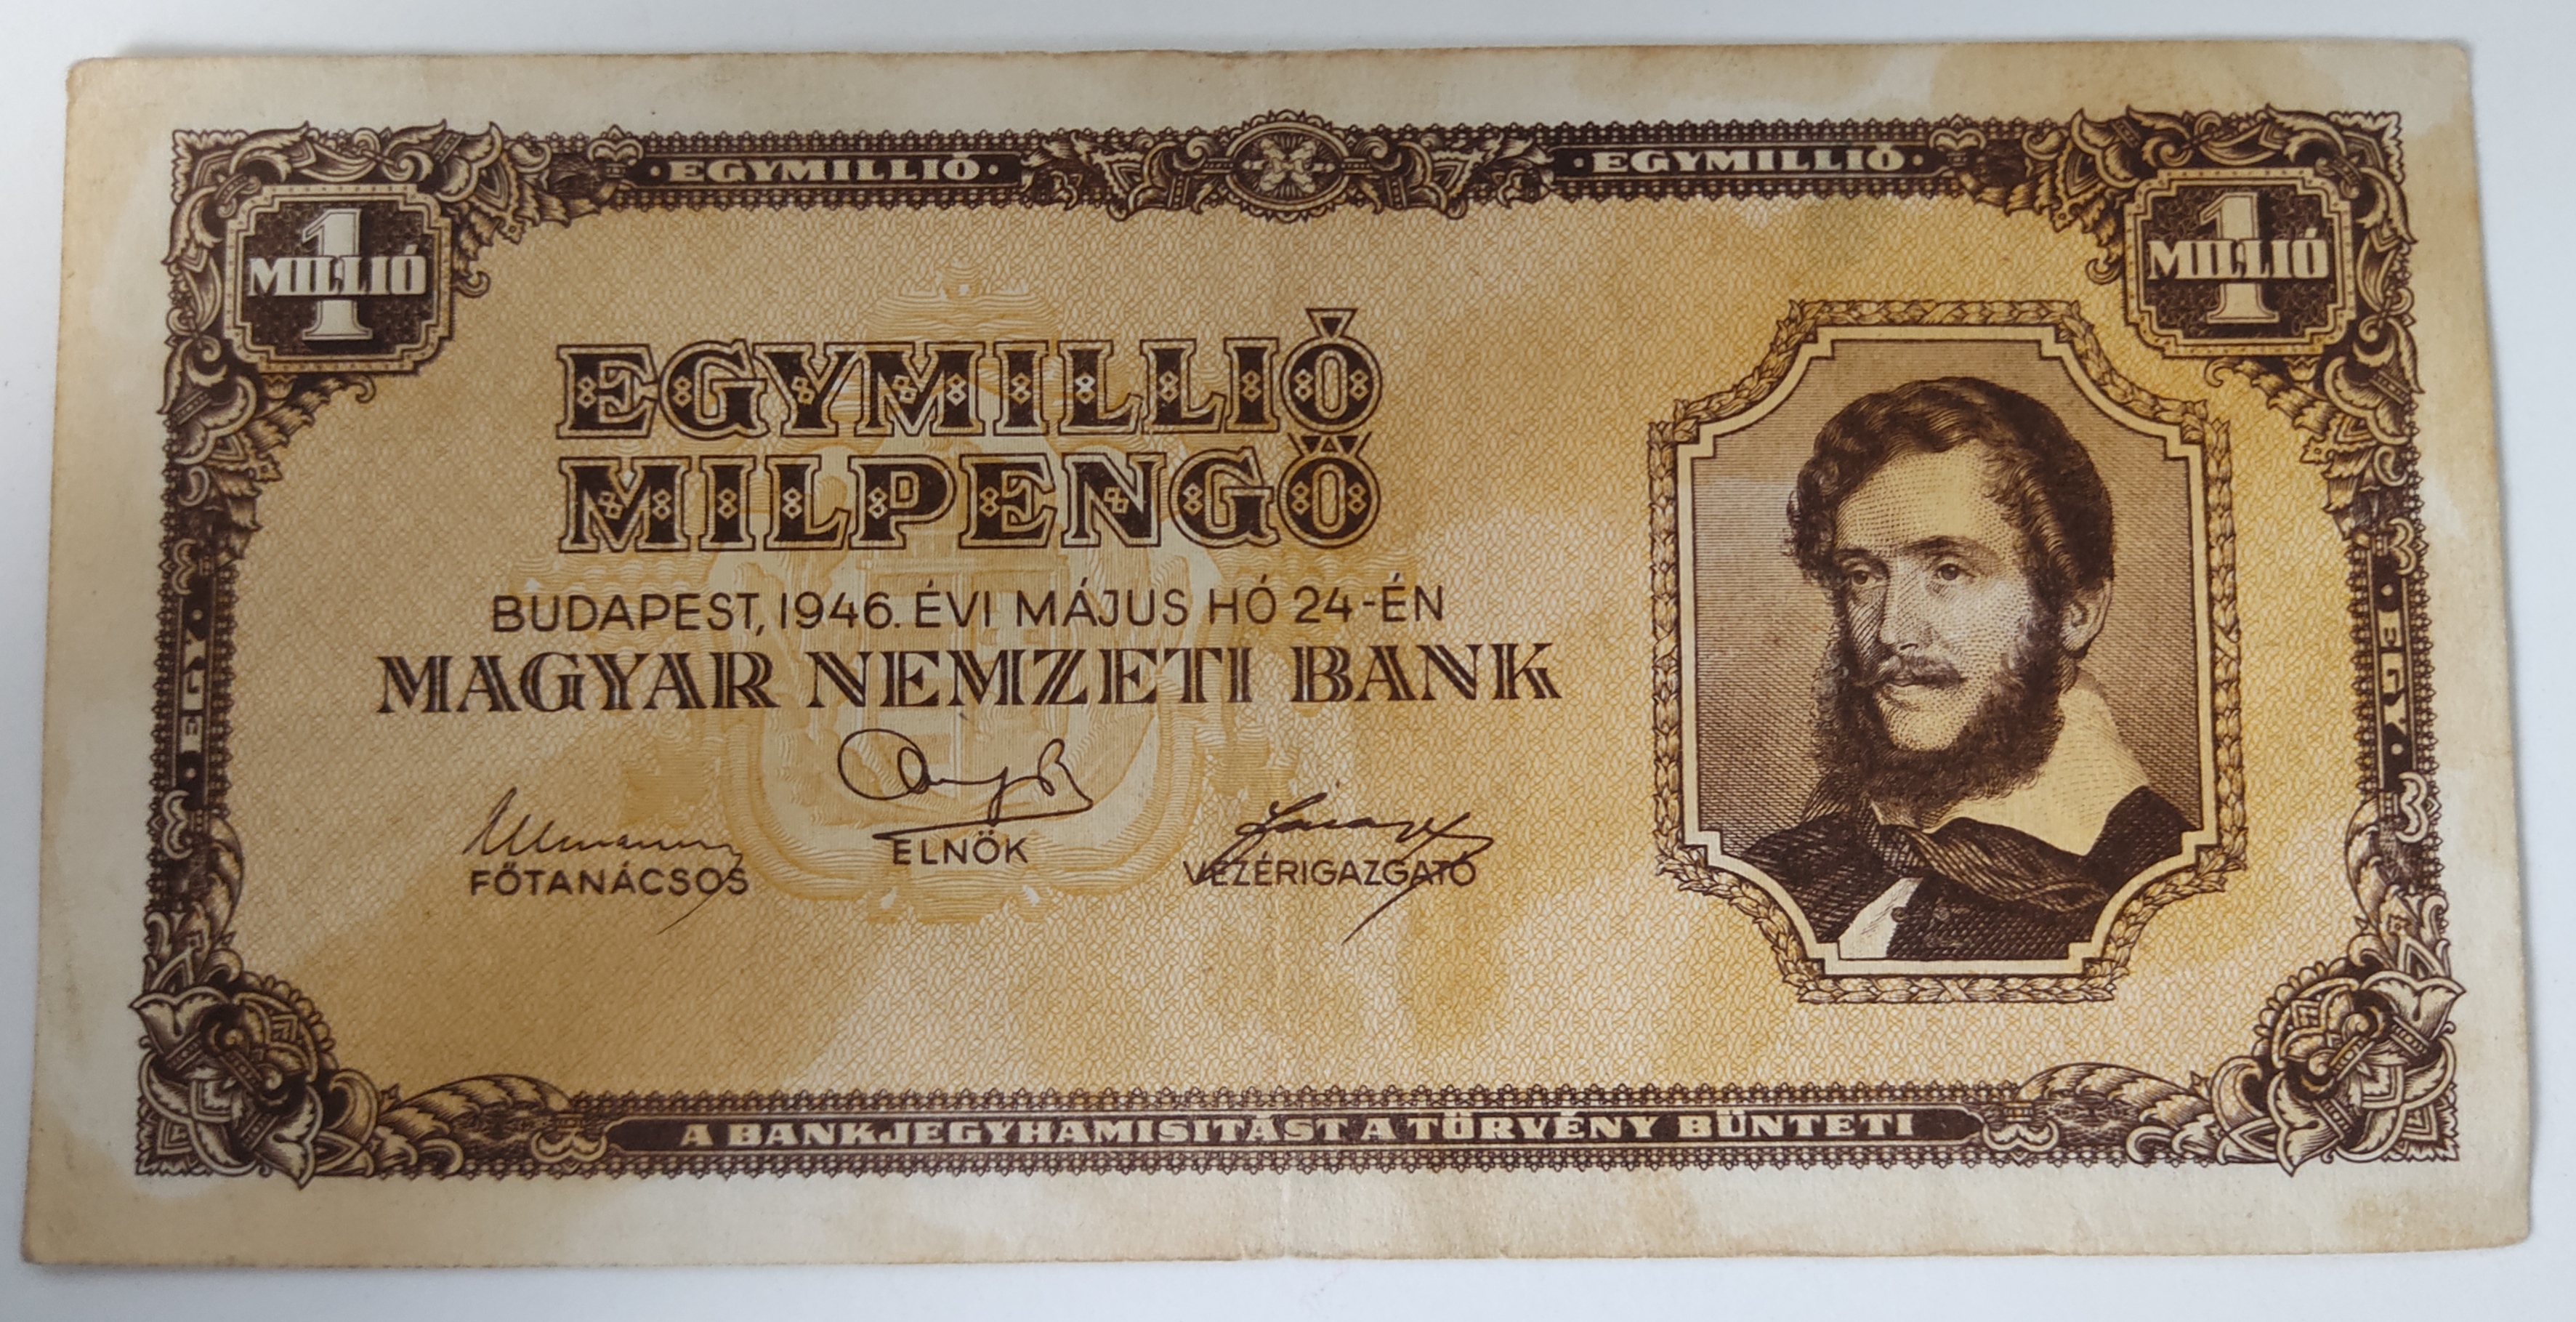 · EGYMILLIÓ · · EGYMILLIÓ ·
1 MILLIÓ 1 MILLIÓ
EGYMILLIÓ
MILPENGŐ
BUDAPEST, 1946. ÉVI MÁJUS HÓ 24-ÉN
MAGYAR NEMZETI BANK
· EGY · · EGY ·
ELNÖK
FŐTANÁCSOS VEZÉRIGAZGATÓ
A BANKJEGYHAMISITÁST A TÖRVÉNY BÜNTETI